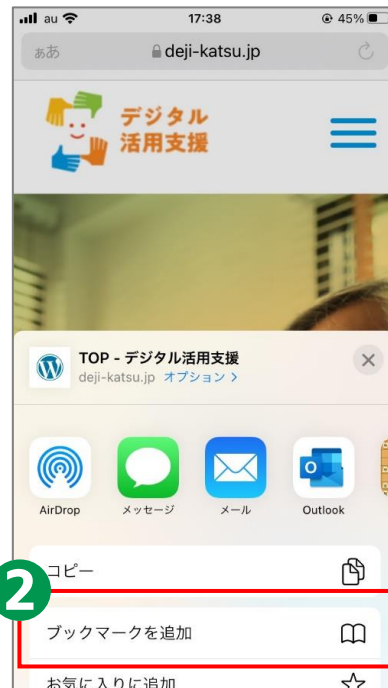 au 17:38 45%
ぁあ deji-katsu.jp
デジタル
活用支援
TOP - デジタル活用支援
deji-katsu.jp オプション >
AirDrop メッセージ メール Outlook
コピー
2
ブックマークを追加
お気に入りに追加